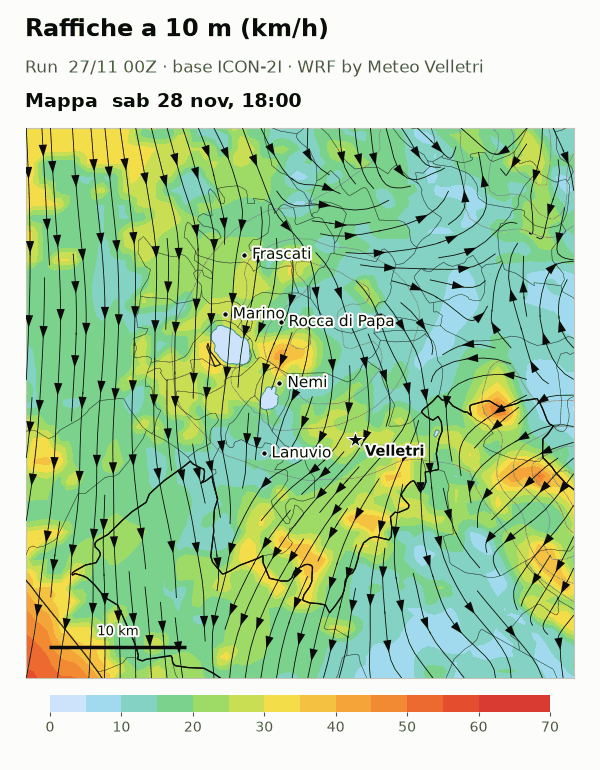 Raffiche a 10 m (km/h)
Run  27/11 00Z · base ICON-2I · WRF by Meteo Velletri
Mappa  sab 28 nov, 18:00
Frascati
Marino
Rocca di Papa
Nemi
Velletri
Lanuvio
10 km
0 10 20 30 40 50 60 70